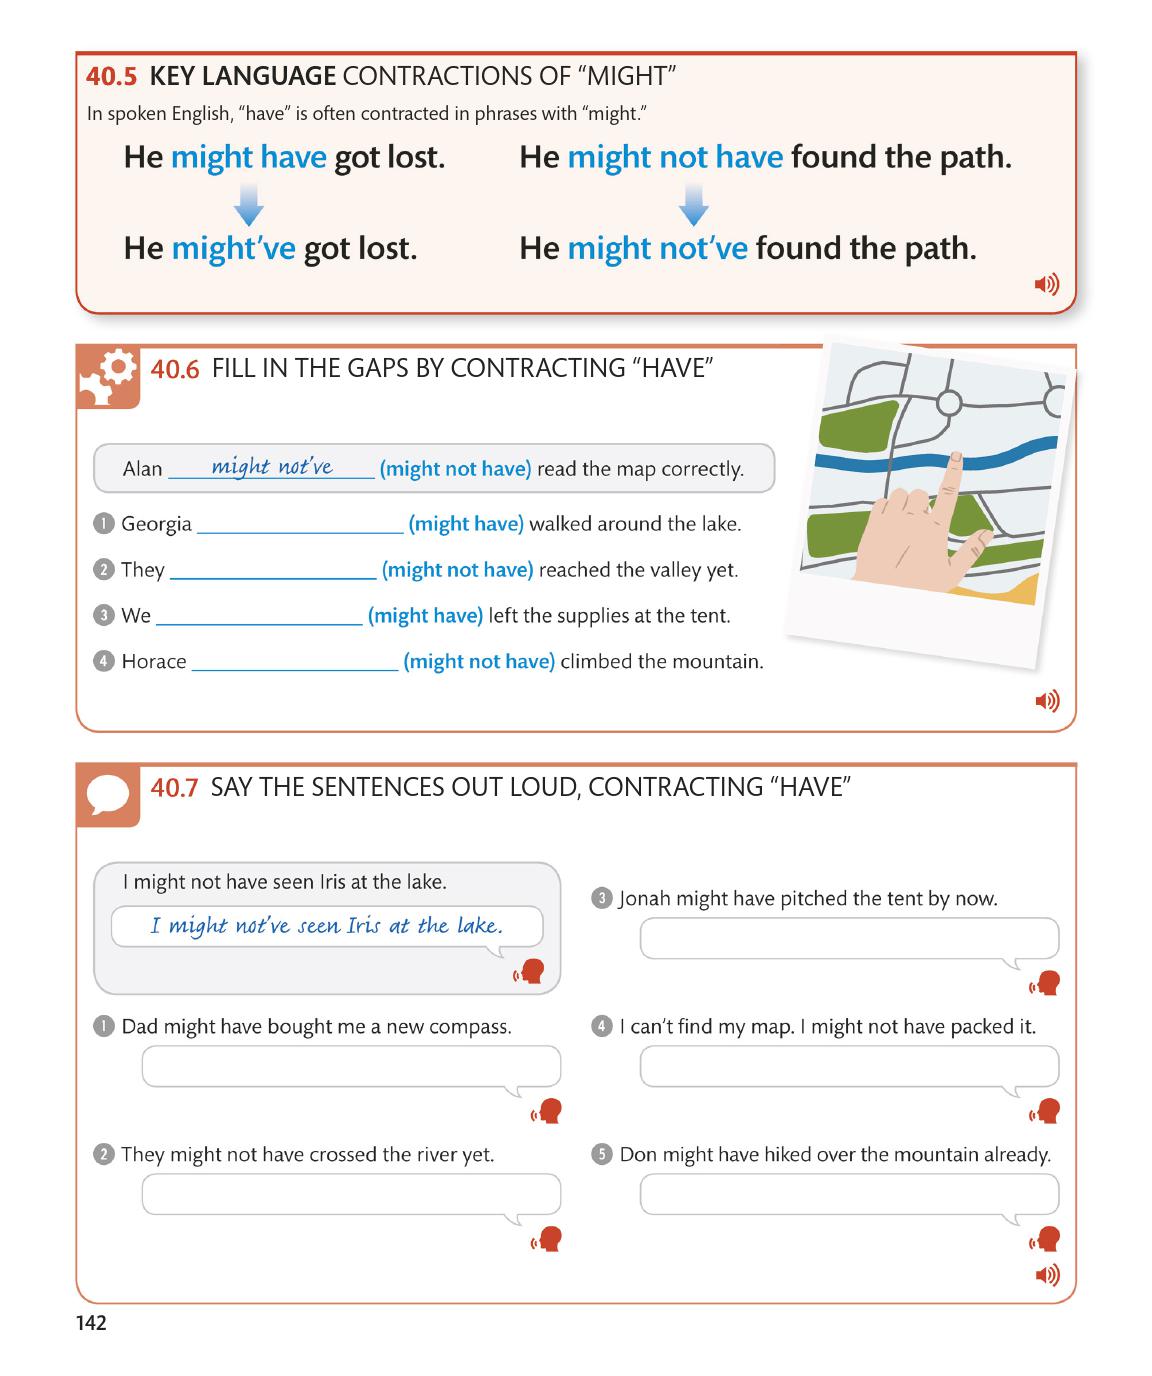 40.5 KEY LANGUAGE CONTRACTIONS OF “MIGHT”
In spoken English, “have” is often contracted in phrases with “might.”
He might have got lost.
He might not have found the path.
He might’ve got lost.
He might not’ve found the path.
40.6 FILL IN THE GAPS BY CONTRACTING “HAVE”
Alan might not’ve (might not have) read the map correctly.
1 Georgia ____ (might have) walked around the lake.
2 They ____ (might not have) reached the valley yet.
3 We ____ (might have) left the supplies at the tent.
4 Horace ____ (might not have) climbed the mountain.
40.7 SAY THE SENTENCES OUT LOUD, CONTRACTING “HAVE”
I might not have seen Iris at the lake.
I might not’ve seen Iris at the lake.
1 Dad might have bought me a new compass.
2 They might not have crossed the river yet.
3 Jonah might have pitched the tent by now.
4 I can’t find my map. I might not have packed it.
5 Don might have hiked over the mountain already.
142